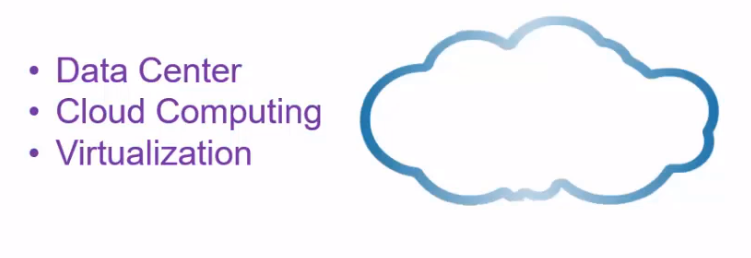 • Data Center
• Cloud Computing
• Virtualization